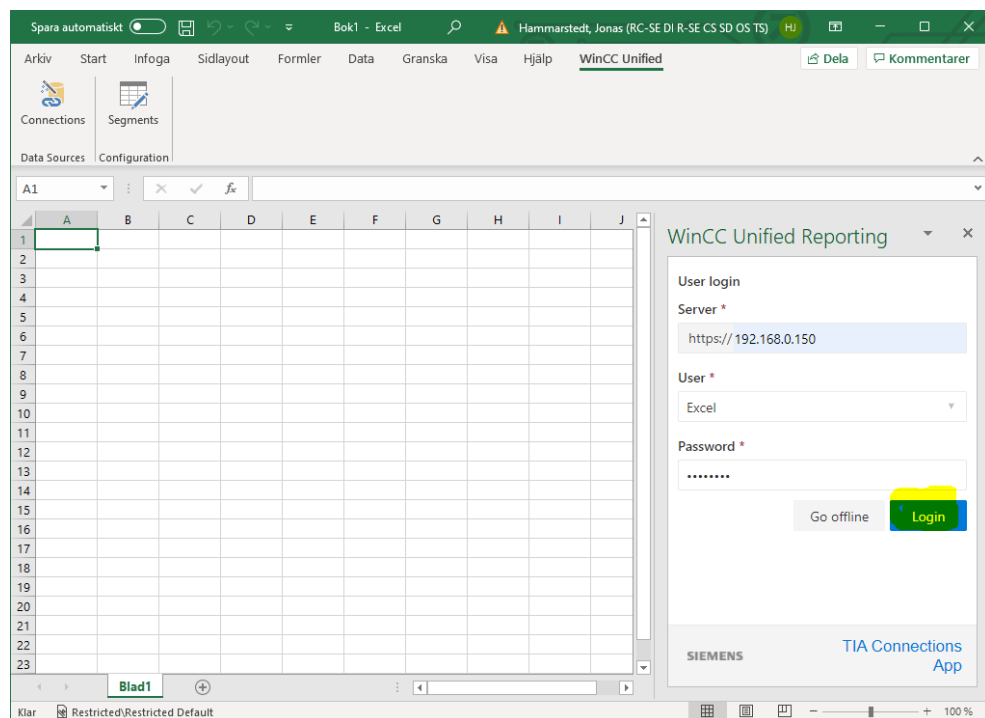 Spara automatiskt Bok1 - Excel Hammarstedt, Jonas (RC-SE DI R-SE CS SD OS TS) HJ
Arkiv Start Infoga Sidlayout Formler Data Granska Visa Hjälp WinCC Unified Dela Kommentarer
Connections Segments
Data Sources Configuration
A1 fx
A B C D E F G H I J
1
2
3
4
5
6
7
8
9
10
11
12
13
14
15
16
17
18
19
20
21
22
23
WinCC Unified Reporting
User login
Server *
https:// 192.168.0.150
User *
Excel
Password *
••••••••
Go offline Login
SIEMENS TIA Connections
App
Blad1
Klar Restricted\Restricted Default 100 %